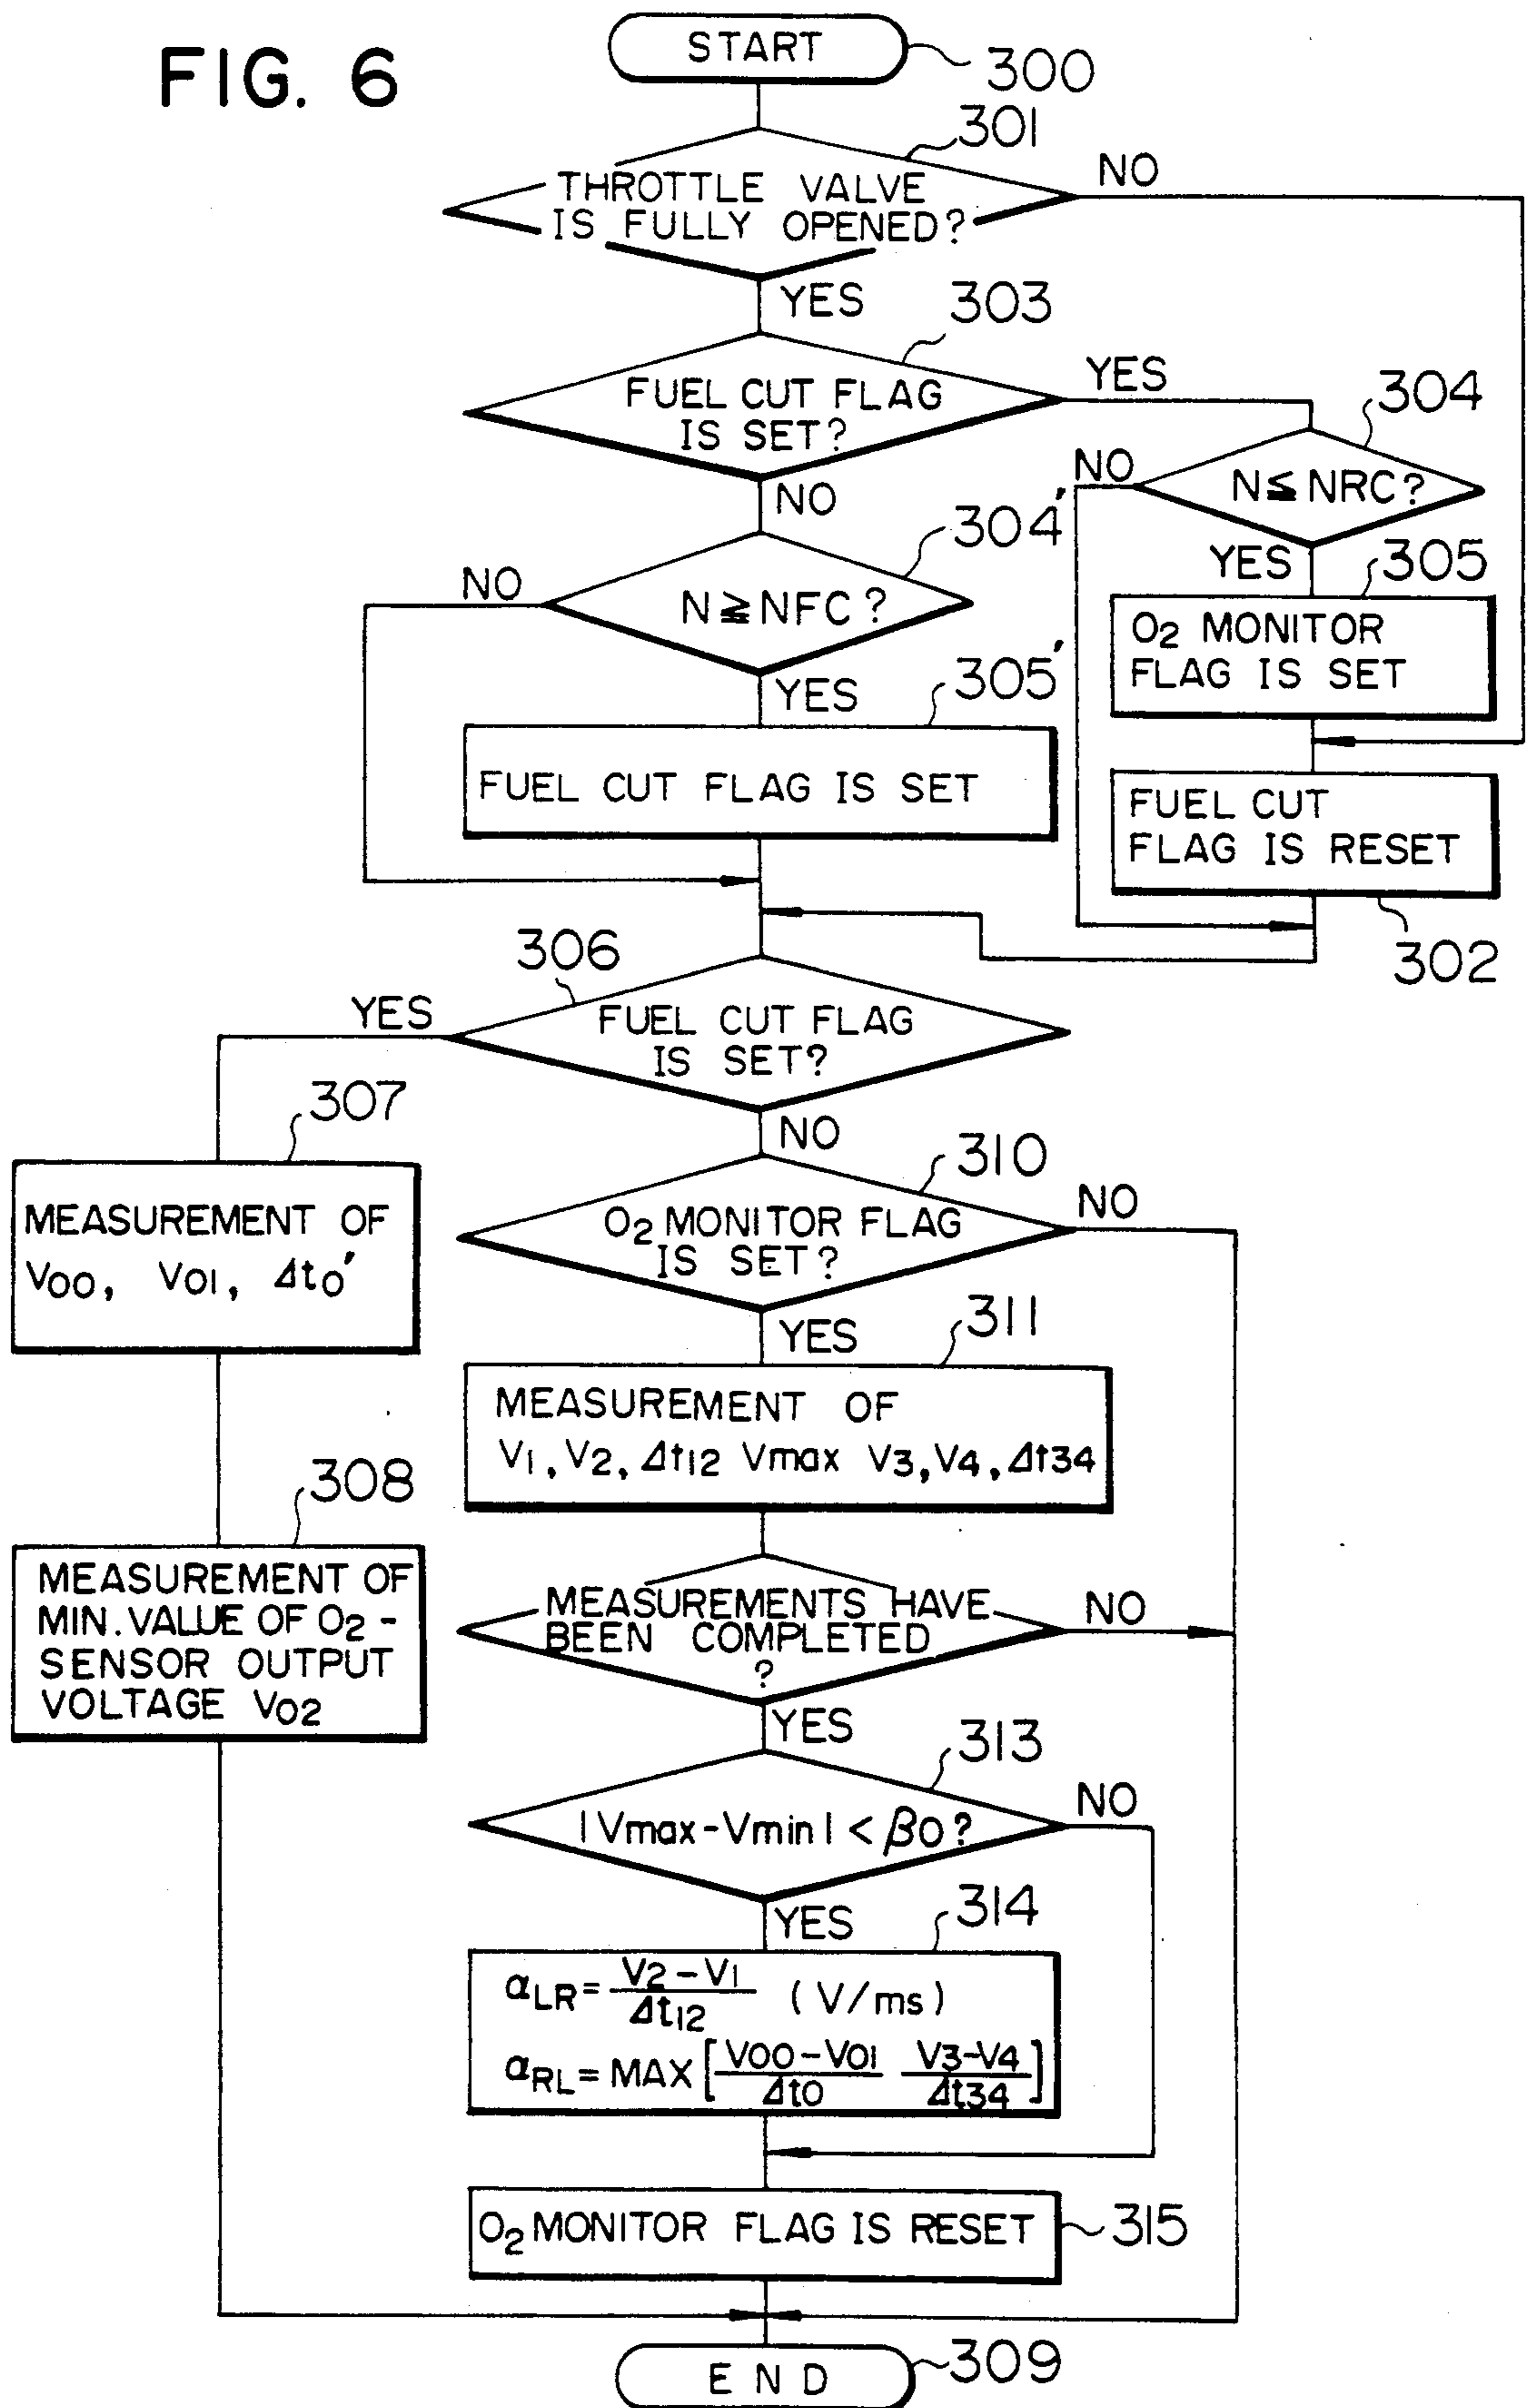 FIG. 6
START
300
301
THROTTLE VALVE
IS FULLY OPENED?
NO
YES
303
FUEL CUT FLAG
IS SET?
YES
304
N≦NRC?
NO
YES
305
O2 MONITOR
FLAG IS SET
FUEL CUT
FLAG IS RESET
302
NO
304'
N≧NFC?
NO
YES
305'
FUEL CUT FLAG IS SET
306
FUEL CUT FLAG
IS SET?
YES
307
MEASUREMENT OF
V00, V01, Δt0'
308
MEASUREMENT OF
MIN. VALUE OF O2-
SENSOR OUTPUT
VOLTAGE V02
NO
310
O2 MONITOR FLAG
IS SET?
NO
YES
311
MEASUREMENT OF
V1, V2, Δt12 Vmax V3, V4, Δt34
MEASUREMENTS HAVE
BEEN COMPLETED
?
NO
YES
313
|Vmax-Vmin| < β0?
NO
YES
314
αLR = V2-V1 / Δt12 (V/ms)
αRL = MAX [V00-V01 / Δt0 V3-V4 / Δt34]
O2 MONITOR FLAG IS RESET
315
END
309